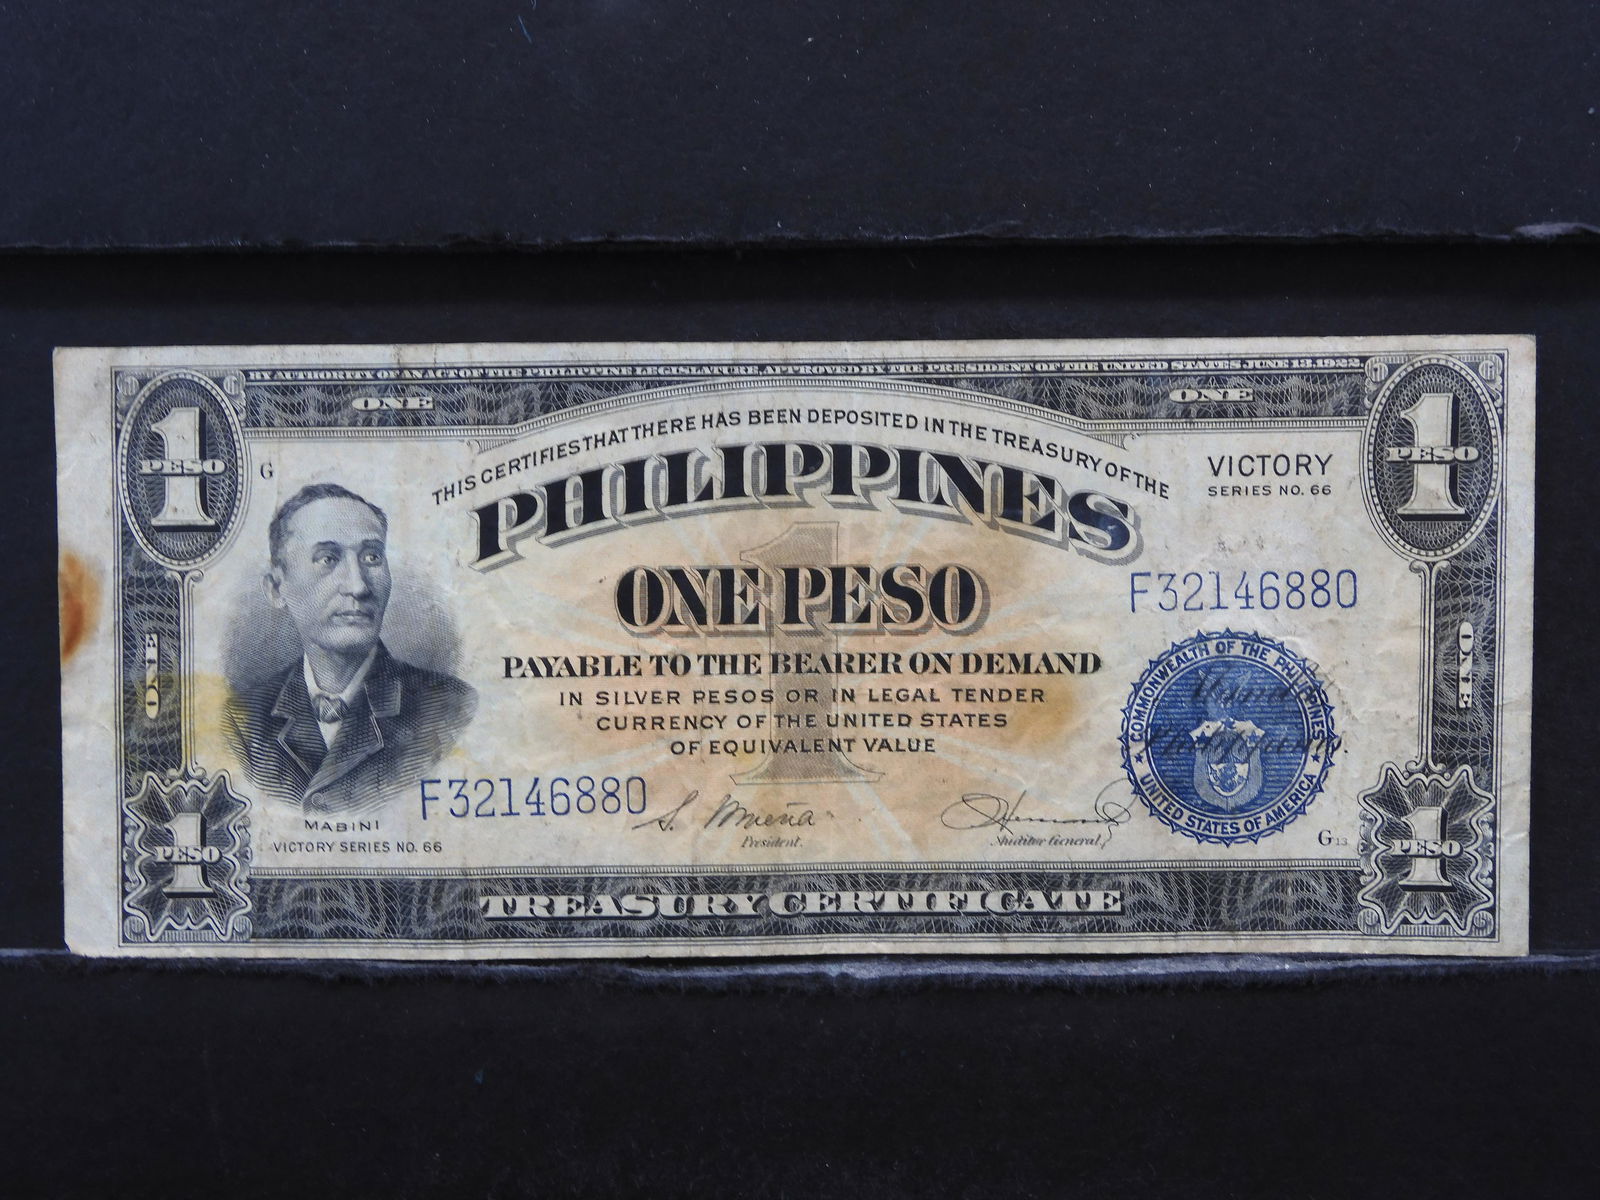 BY AUTHORITY OF AN ACT OF THE PHILIPPINE LEGISLATURE, APPROVED BY THE PRESIDENT OF THE UNITED STATES, JUNE 13, 1922
ONE
ONE
1
PESO
1
PESO
G
THIS CERTIFIES THAT THERE HAS BEEN DEPOSITED IN THE TREASURY OF THE
PHILIPPINES
VICTORY
SERIES NO. 66
1
ONE PESO
F32146880
PAYABLE TO THE BEARER ON DEMAND
IN SILVER PESOS OR IN LEGAL TENDER
CURRENCY OF THE UNITED STATES
OF EQUIVALENT VALUE
ONE
ONE
COMMONWEALTH OF THE PHILIPPINES
UNITED STATES OF AMERICA
F32146880
MABINI
VICTORY SERIES NO. 66
S. Osmeña
President.
Auditor General.
G13
1
PESO
1
PESO
TREASURY CERTIFICATE